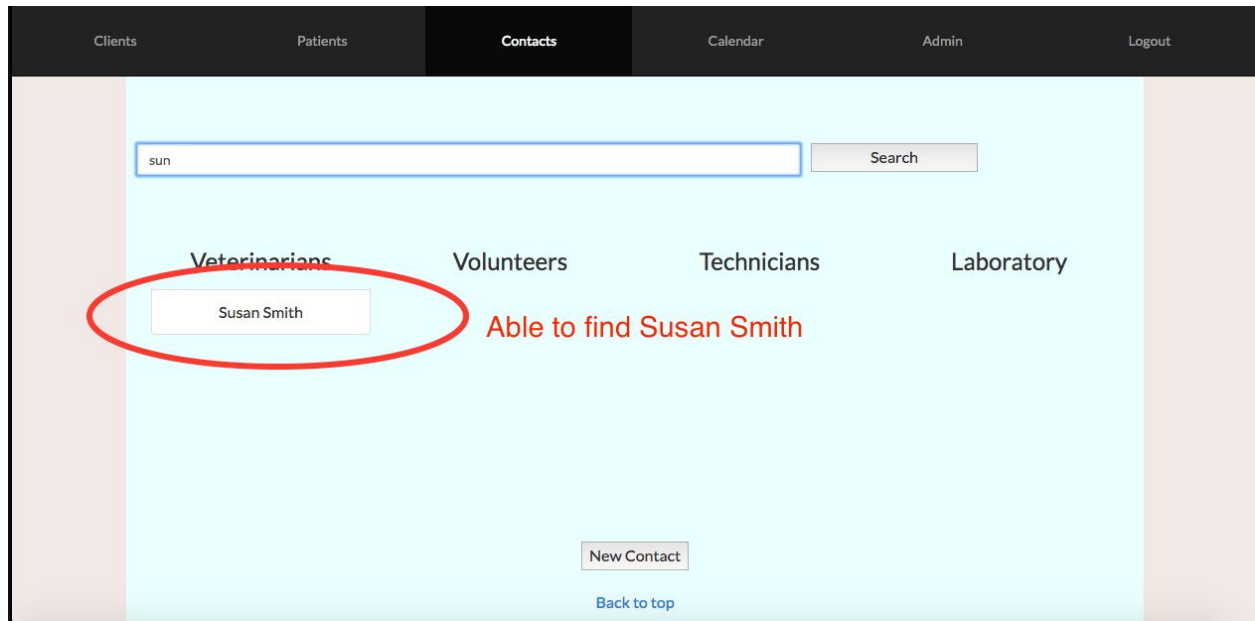 Clients Patients Contacts Calendar Admin Logout
sun Search
Veterinarians Volunteers Technicians Laboratory
Susan Smith
Able to find Susan Smith
New Contact
Back to top